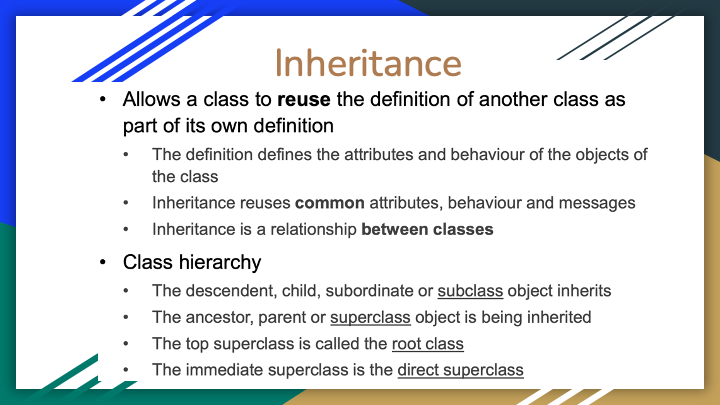 Inheritance
• Allows a class to reuse the definition of another class as
part of its own definition
• The definition defines the attributes and behaviour of the objects of
the class
• Inheritance reuses common attributes, behaviour and messages
• Inheritance is a relationship between classes
• Class hierarchy
• The descendent, child, subordinate or subclass object inherits
• The ancestor, parent or superclass object is being inherited
• The top superclass is called the root class
• The immediate superclass is the direct superclass